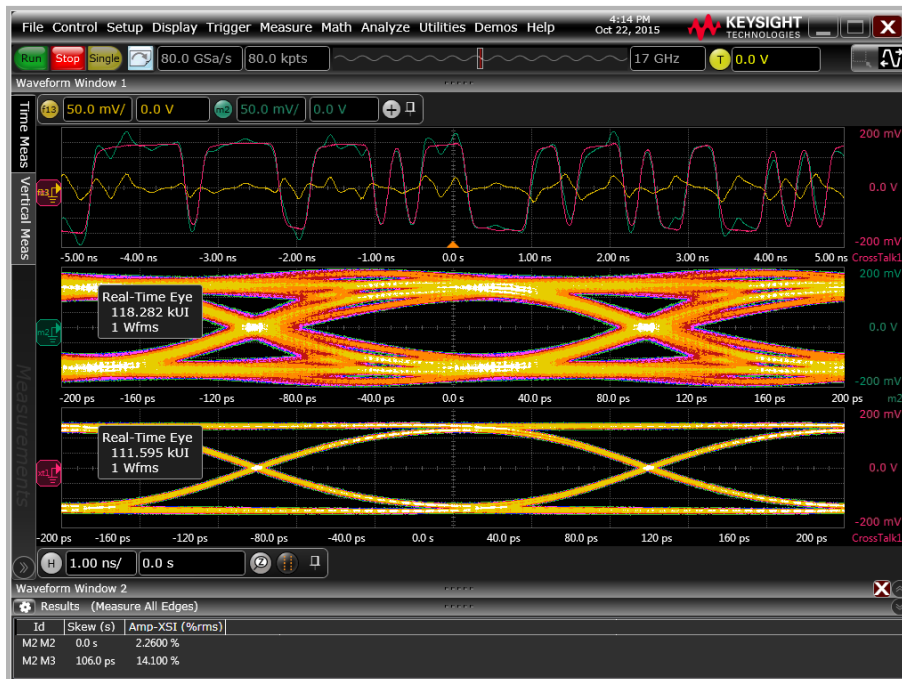 File Control Setup Display Trigger Measure Math Analyze Utilities Demos Help
4:14 PM
Oct 22, 2015
KEYSIGHT
TECHNOLOGIES
Run Stop Single 80.0 GSa/s 80.0 kpts 17 GHz T 0.0 V
Waveform Window 1
f13 50.0 mV/ 0.0 V m2 50.0 mV/ 0.0 V
Time Meas
Vertical Meas
Measurements
200 mV
0.0 V
-200 mV
-5.00 ns -4.00 ns -3.00 ns -2.00 ns -1.00 ns 0.0 s 1.00 ns 2.00 ns 3.00 ns 4.00 ns 5.00 ns CrossTalk1
200 mV
Real-Time Eye
118.282 kUI
1 Wfms
m2
0.0 V
-200 mV
-200 ps -160 ps -120 ps -80.0 ps -40.0 ps 0.0 s 40.0 ps 80.0 ps 120 ps 160 ps 200 ps m2
200 mV
Real-Time Eye
111.595 kUI
1 Wfms
0.0 V
-200 mV
-200 ps -160 ps -120 ps -80.0 ps -40.0 ps 0.0 s 40.0 ps 80.0 ps 120 ps 160 ps 200 ps CrossTalk1
H 1.00 ns/ 0.0 s
Waveform Window 2
Results (Measure All Edges)
Id Skew (s) Amp-XSI (%rms)
M2 M2 0.0 s 2.2600 %
M2 M3 106.0 ps 14.100 %